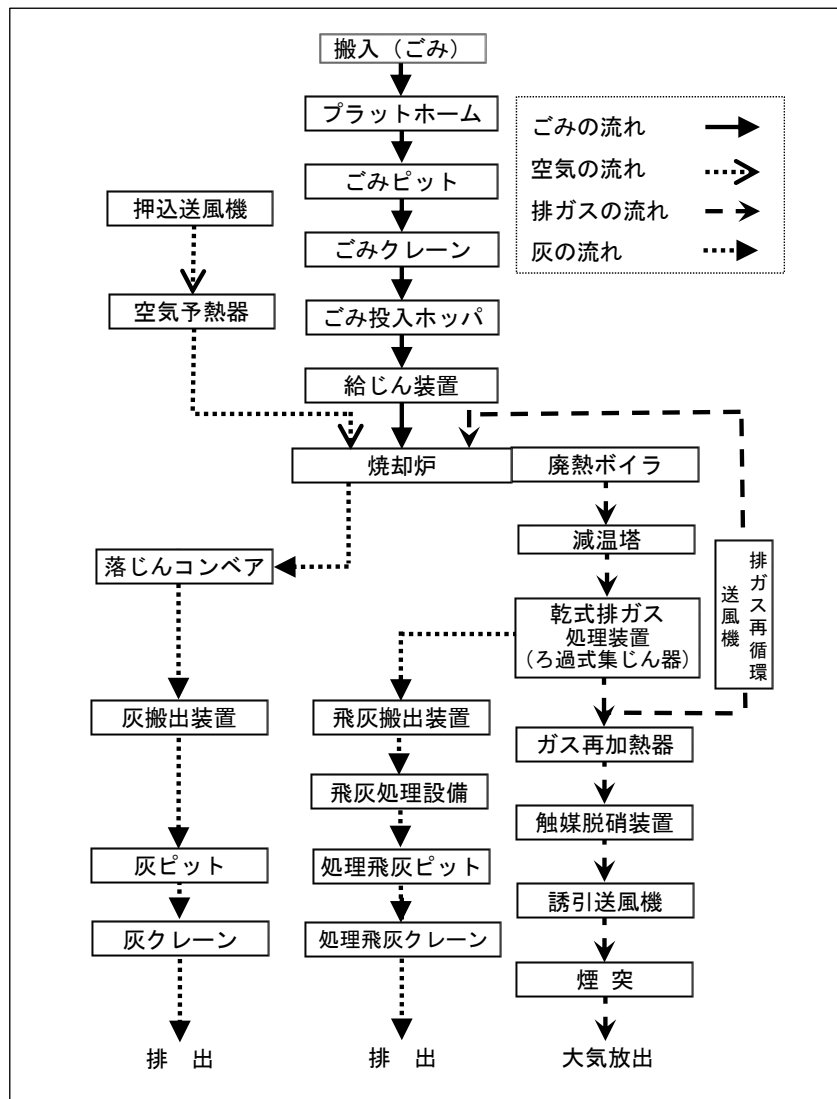 搬入（ごみ）
プラットホーム
ごみピット
ごみクレーン
ごみ投入ホッパ
給じん装置
ごみの流れ
空気の流れ
排ガスの流れ
灰の流れ
押込送風機
空気予熱器
焼却炉
廃熱ボイラ
減温塔
乾式排ガス
処理装置
（ろ過式集じん器）
排ガス再循環
送風機
落じんコンベア
灰搬出装置
灰ピット
灰クレーン
排 出
飛灰搬出装置
飛灰処理設備
処理飛灰ピット
処理飛灰クレーン
排 出
ガス再加熱器
触媒脱硝装置
誘引送風機
煙 突
大気放出